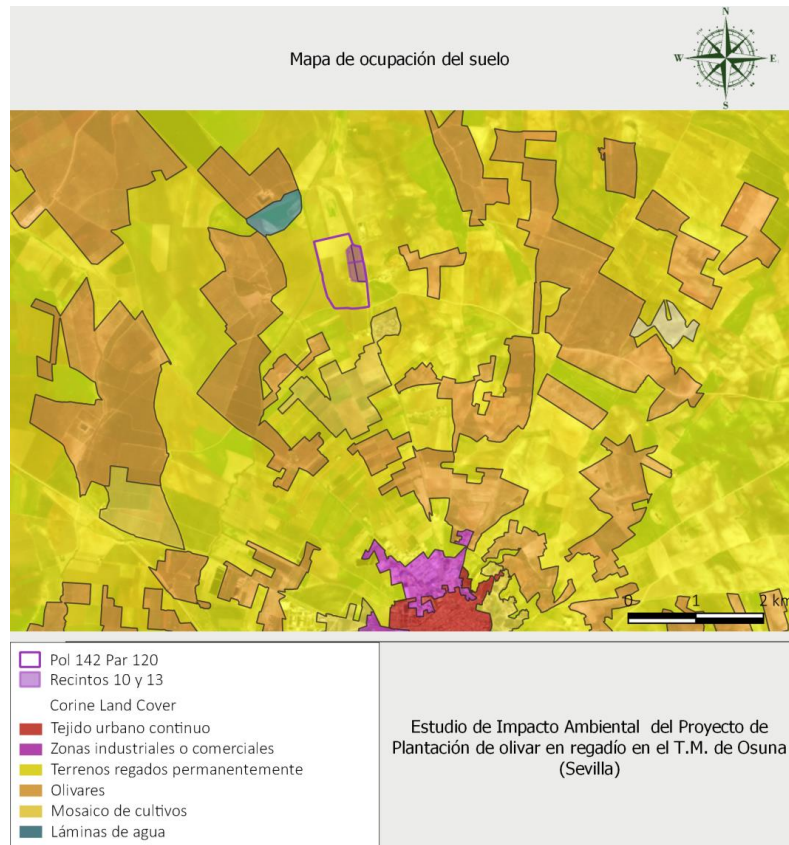 Mapa de ocupación del suelo
N
W
E
S
0 1 2 km
Pol 142 Par 120
Recintos 10 y 13
Corine Land Cover
Tejido urbano continuo
Zonas industriales o comerciales
Terrenos regados permanentemente
Olivares
Mosaico de cultivos
Láminas de agua
Estudio de Impacto Ambiental del Proyecto de
Plantación de olivar en regadío en el T.M. de Osuna
(Sevilla)